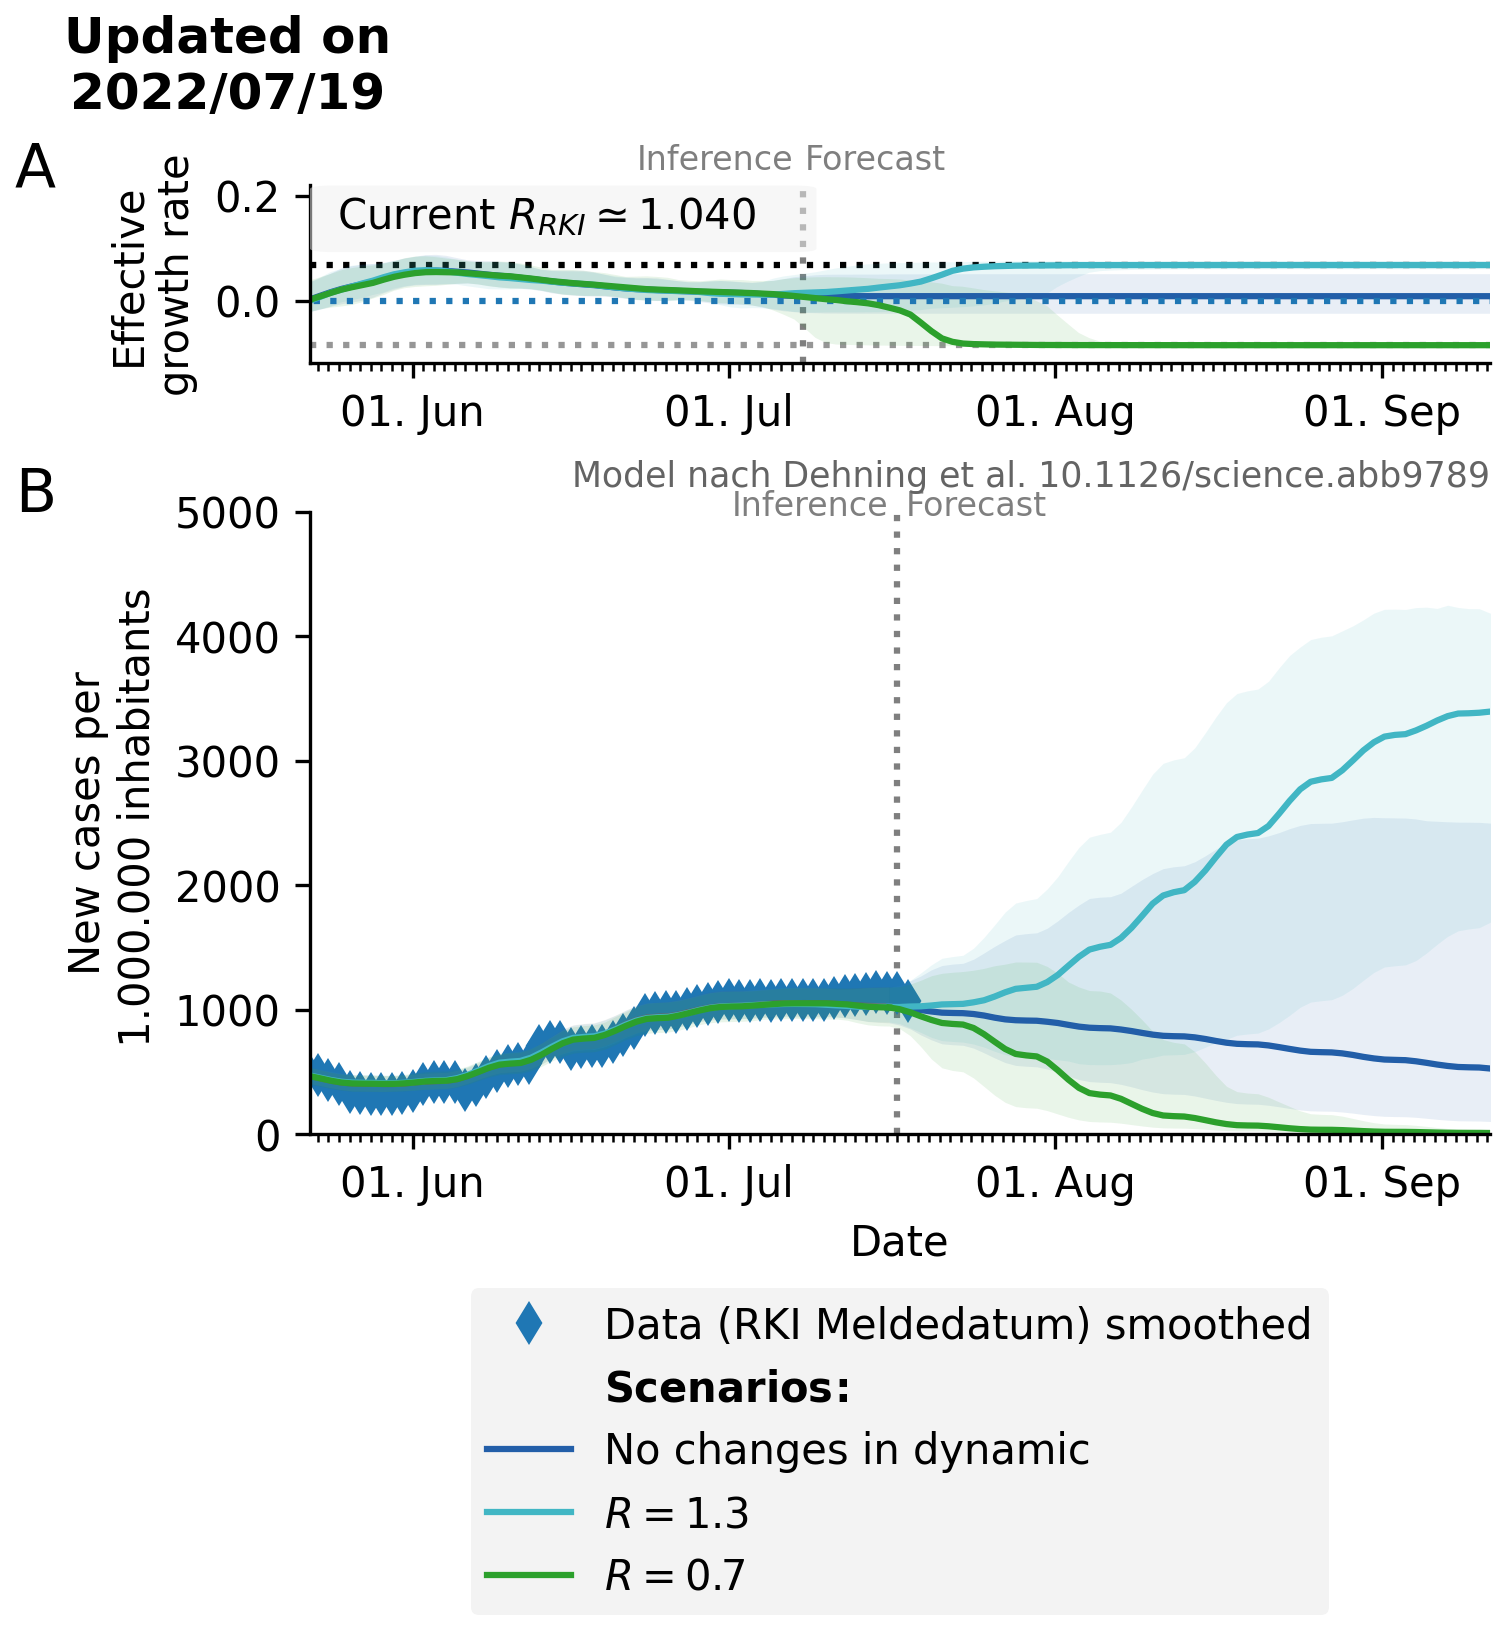 Updated on
2022/07/19
A
Inference Forecast
Effective
growth rate
0.2
0.0
Current R_RKI ≃ 1.040
01. Jun 01. Jul 01. Aug 01. Sep
B
Model nach Dehning et al. 10.1126/science.abb9789
Inference Forecast
New cases per
1.000.000 inhabitants
5000
4000
3000
2000
1000
0
01. Jun 01. Jul 01. Aug 01. Sep
Date
Data (RKI Meldedatum) smoothed
Scenarios:
No changes in dynamic
R = 1.3
R = 0.7